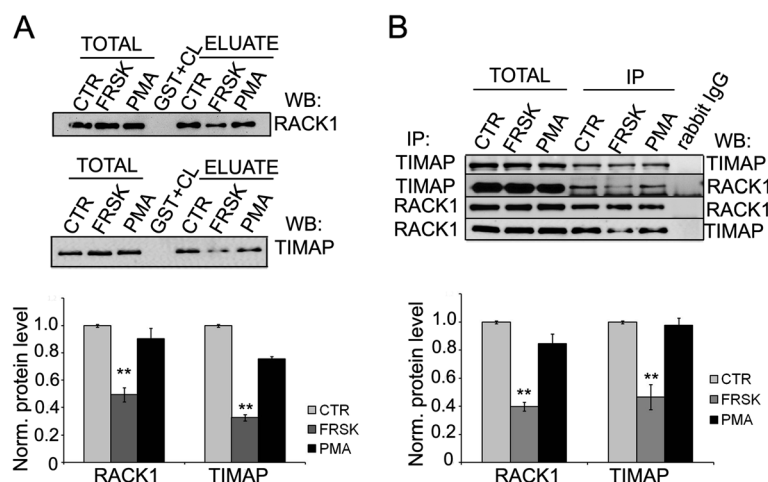 A
TOTAL ELUATE
CTR FRSK PMA GST+CL CTR FRSK PMA WB:
RACK1
TOTAL ELUATE
CTR FRSK PMA GST+CL CTR FRSK PMA WB:
TIMAP
Norm. protein level
1.0
0.8
0.6
0.4
0.2
0
**
**
CTR
FRSK
PMA
RACK1 TIMAP
B
TOTAL IP
IP: CTR FRSK PMA CTR FRSK PMA rabbit IgG WB:
TIMAP TIMAP
TIMAP RACK1
RACK1 RACK1
RACK1 TIMAP
Norm. protein level
1.0
0.8
0.6
0.4
0.2
0
**
**
CTR
FRSK
PMA
RACK1 TIMAP